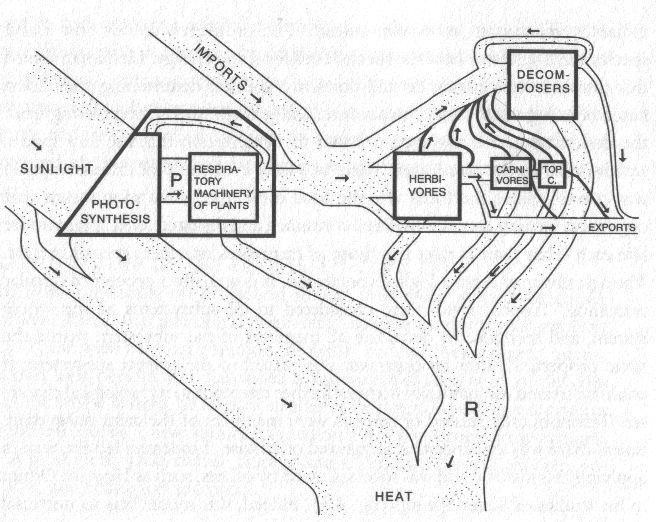 IMPORTS
DECOM-
POSERS
SUNLIGHT
PHOTO-
SYNTHESIS
P
RESPIRA-
TORY
MACHINERY
OF PLANTS
HERBI-
VORES
CARNI-
VORES
TOP
C.
EXPORTS
R
HEAT